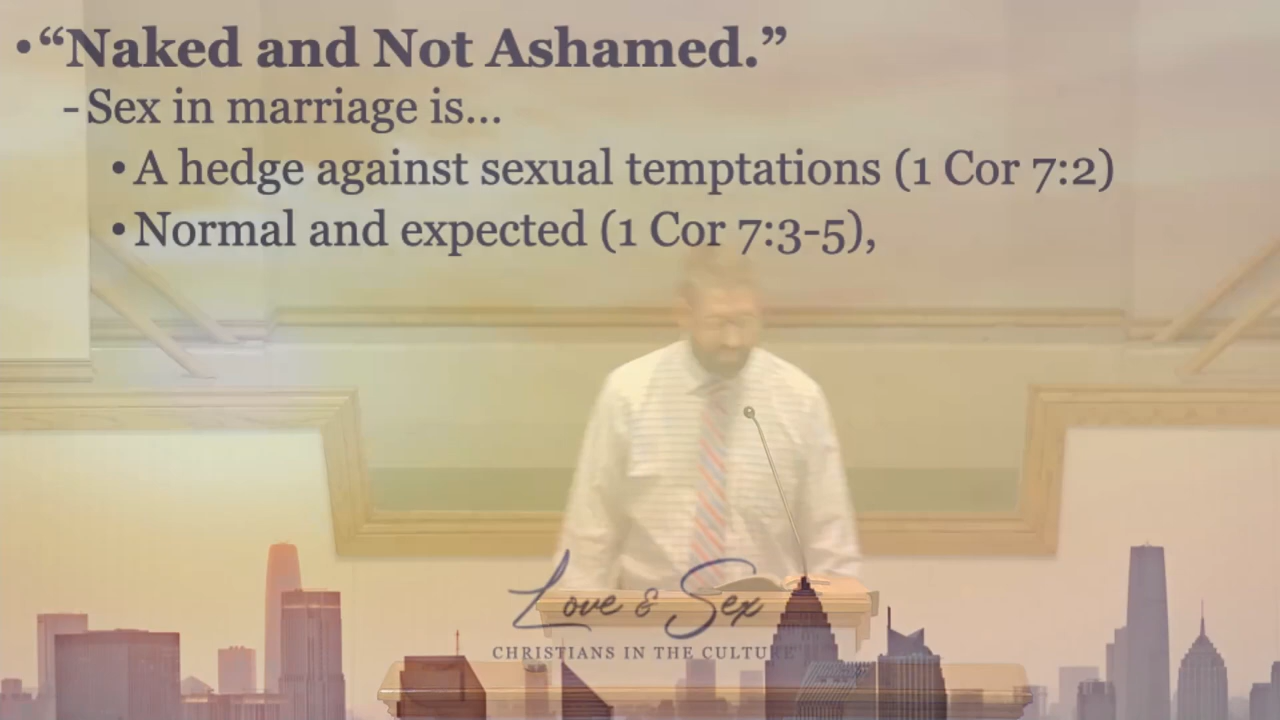 •“Naked and Not Ashamed.”
-Sex in marriage is...
•A hedge against sexual temptations (1 Cor 7:2)
•Normal and expected (1 Cor 7:3-5),
Love & Sex
CHRISTIANS IN THE CULTURE